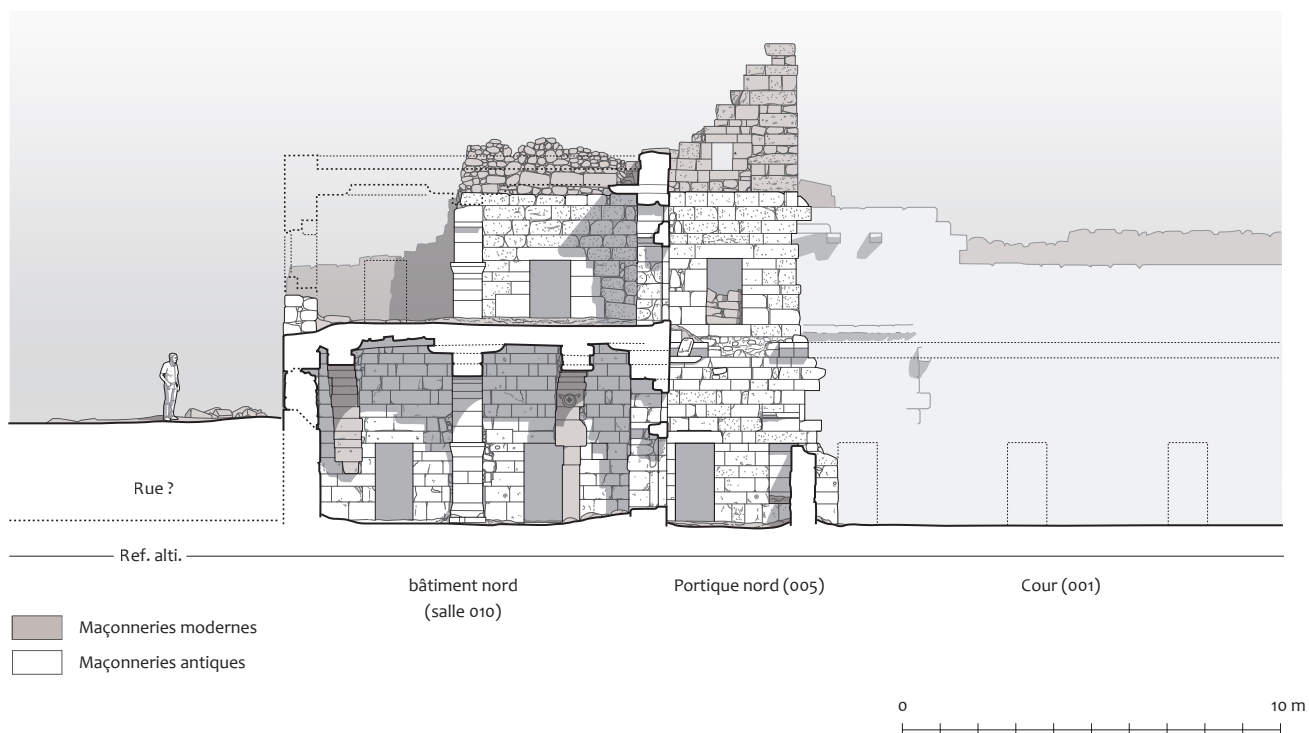 Rue ?
Ref. alti.
bâtiment nord
(salle 010)
Portique nord (005)
Cour (001)
Maçonneries modernes
Maçonneries antiques
0
10 m